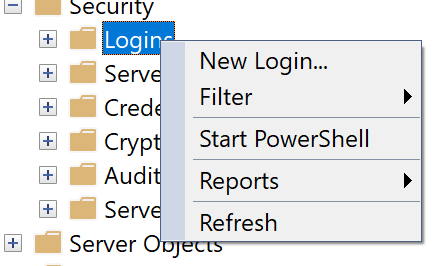 Security
Logins
New Login...
Serve
Filter
Crede
Start PowerShell
Crypt
Audit
Reports
Serve
Refresh
Server Objects